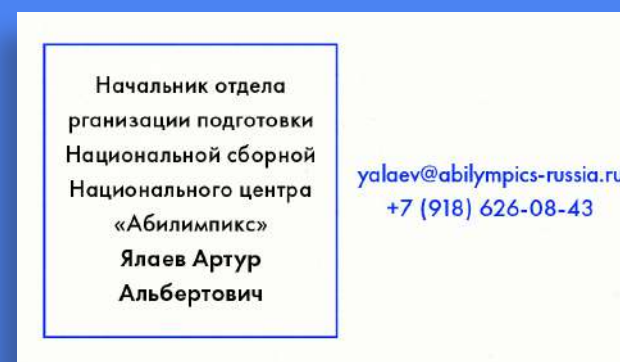 Начальник отдела
рганизации подготовки
Национальной сборной
Национального центра
«Абилимпикс»
Ялаев Артур
Альбертович
yalaev@abilympics-russia.ru
+7 (918) 626-08-43